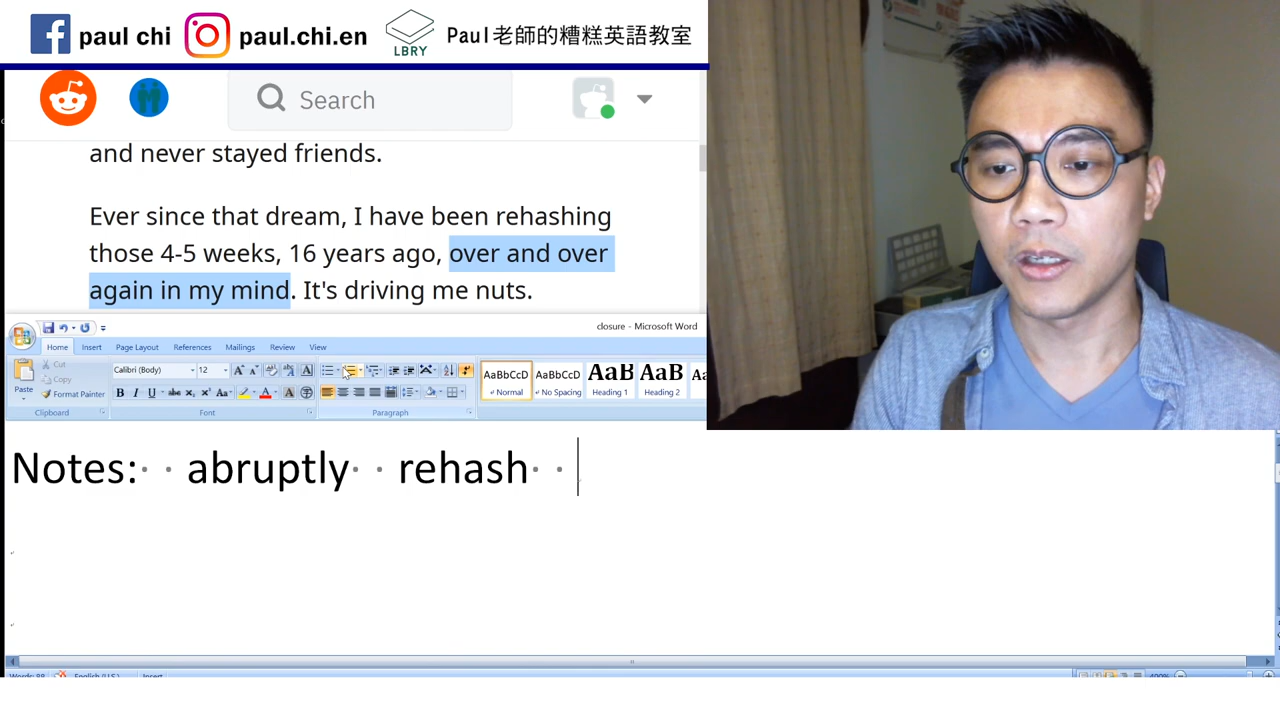 paul chi paul.chi.en LBRY Paul老師的糟糕英語教室
Search
and never stayed friends.
Ever since that dream, I have been rehashing
those 4-5 weeks, 16 years ago, over and over
again in my mind. It's driving me nuts.
closure - Microsoft Word
Home Insert Page Layout References Mailings Review View
Cut
Copy
Format Painter
Paste
Calibri (Body) 12
AaBbCcD AaBbCcD AaB AaB
Normal No Spacing Heading 1 Heading 2
Clipboard Font Paragraph
Notes: abruptly rehash